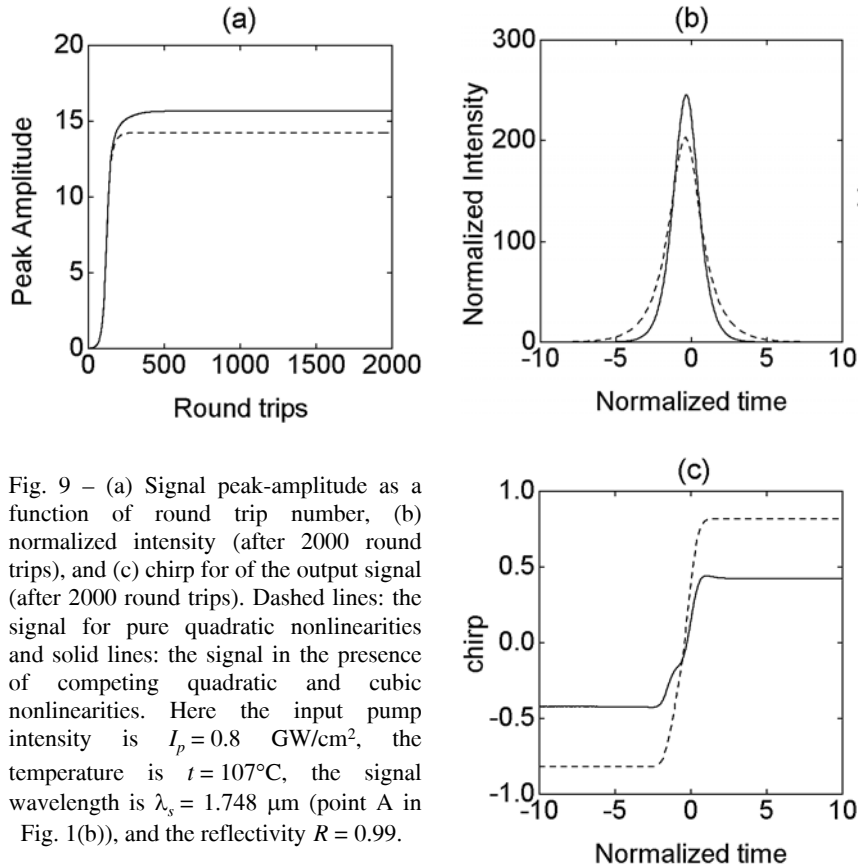 (a)
20
15
10
5
0
0
500
1000
1500
2000
Peak Amplitude
Round trips
(b)
300
200
100
0
-10
-5
0
5
10
Normalized Intensity
Normalized time
Fig. 9 – (a) Signal peak-amplitude as a
function of round trip number, (b)
normalized intensity (after 2000 round
trips), and (c) chirp for of the output signal
(after 2000 round trips). Dashed lines: the
signal for pure quadratic nonlinearities
and solid lines: the signal in the presence
of competing quadratic and cubic
nonlinearities. Here the input pump
intensity is I_p = 0.8 GW/cm², the
temperature is t = 107°C, the signal
wavelength is λ_s = 1.748 μm (point A in
Fig. 1(b)), and the reflectivity R = 0.99.
(c)
1.0
0.5
0.0
-0.5
-1.0
-10
-5
0
5
10
chirp
Normalized time